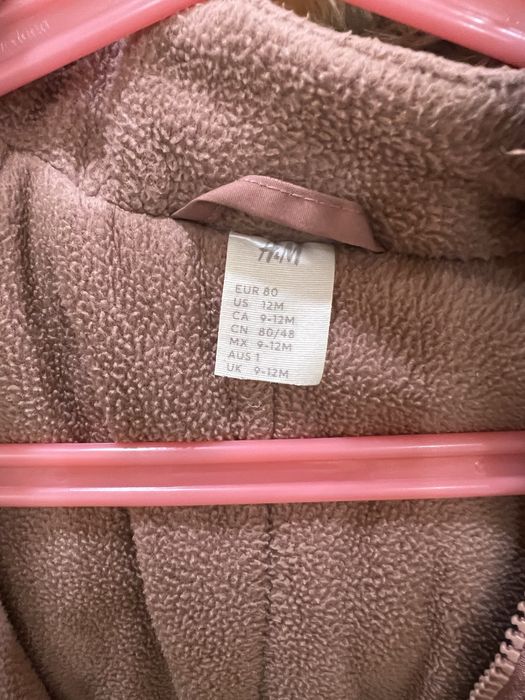 H&M
EUR 80
US 12M
CA 9-12M
CN 80/48
MX 9-12M
AUS 1
UK 9-12M